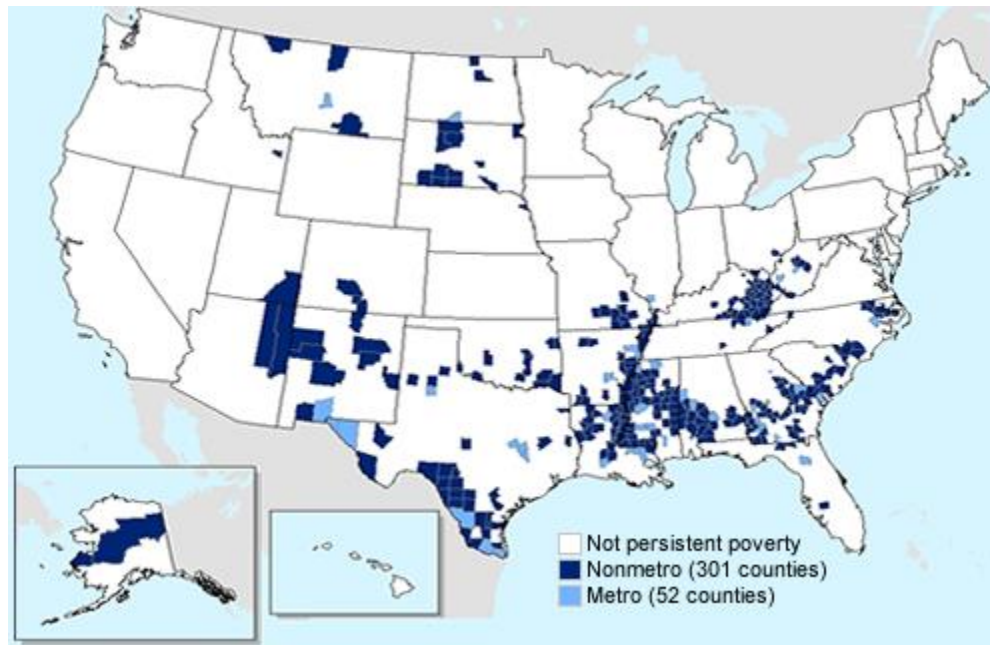 Not persistent poverty
Nonmetro (301 counties)
Metro (52 counties)